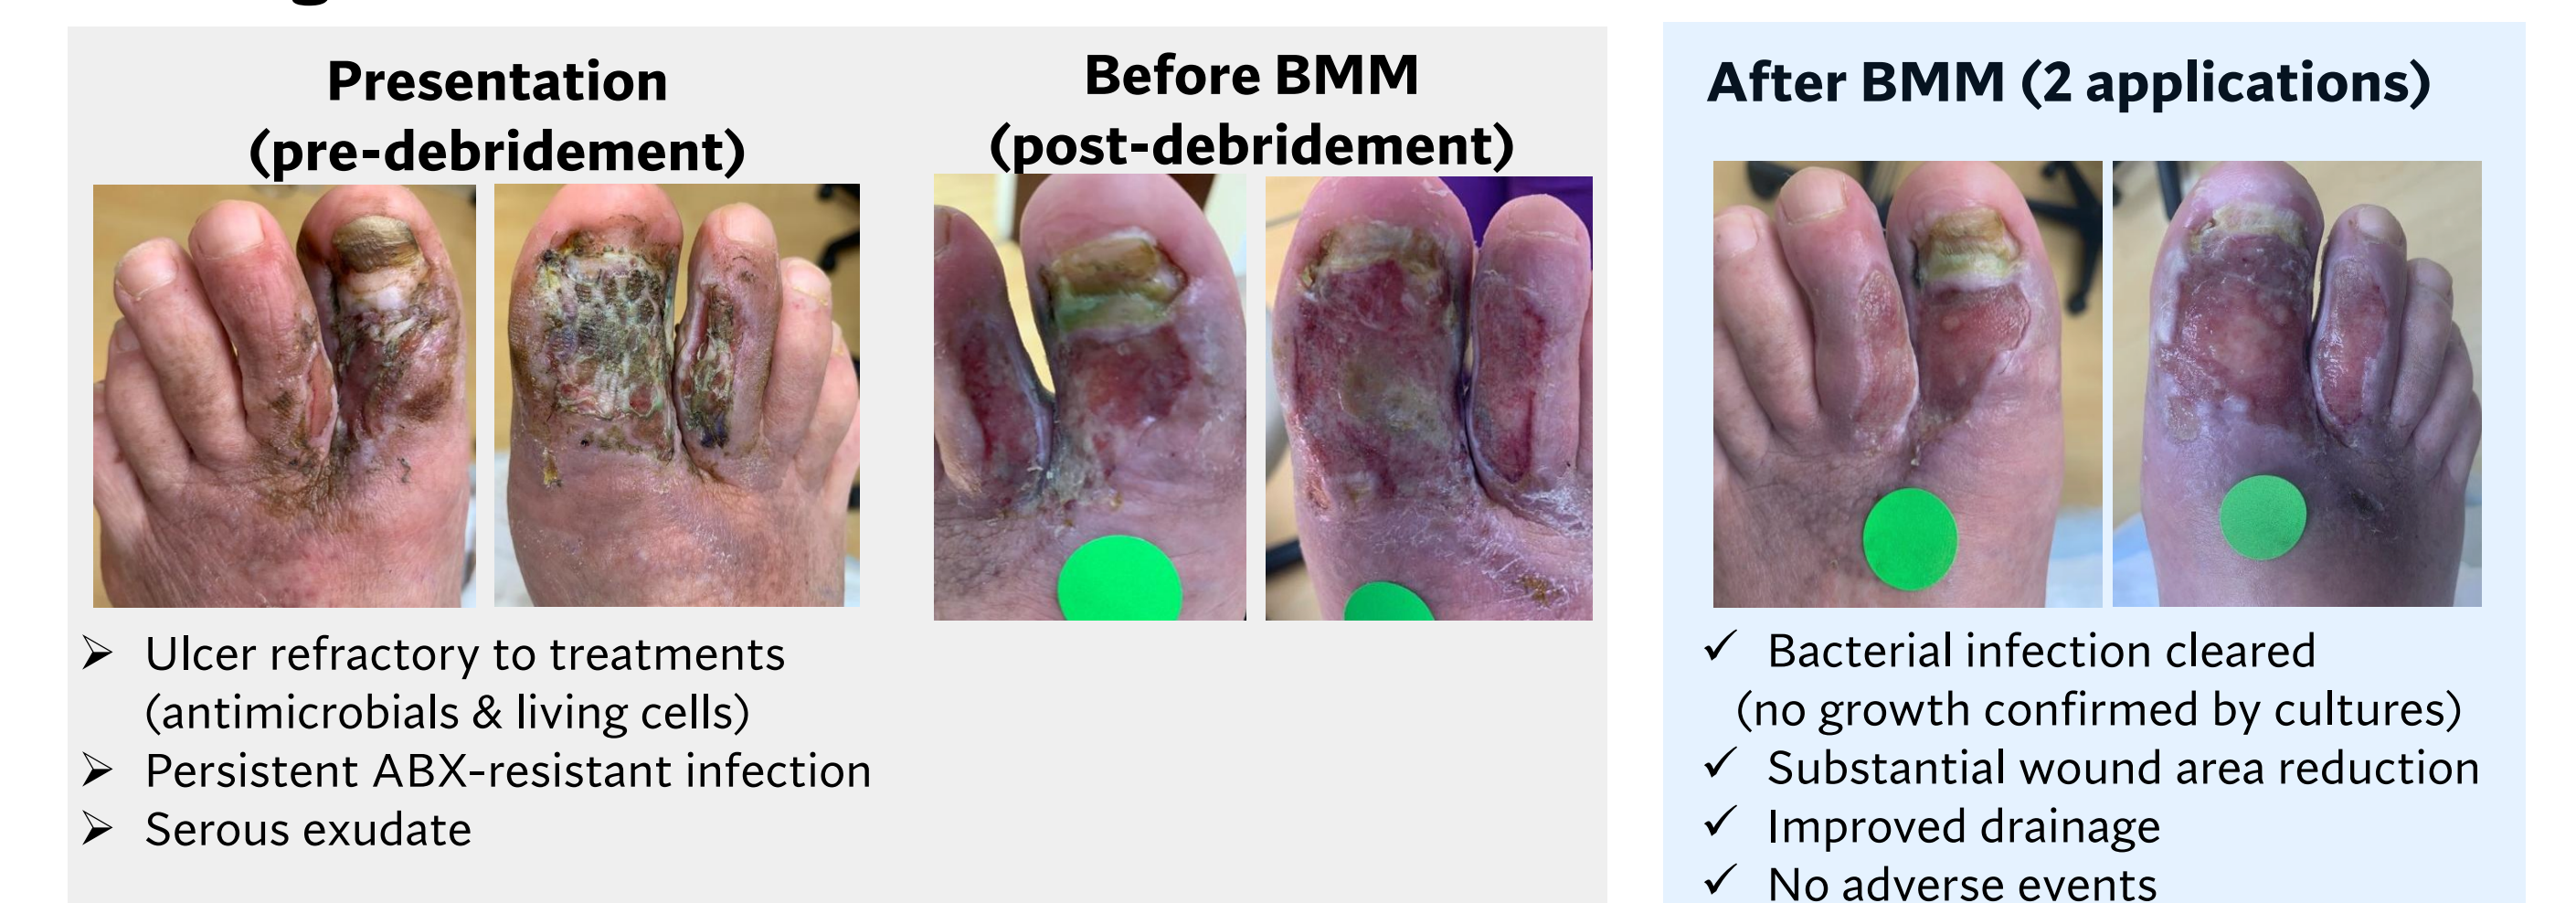 Presentation
(pre-debridement)
Before BMM
(post-debridement)
After BMM (2 applications)
➢ Ulcer refractory to treatments
(antimicrobials & living cells)
➢ Persistent ABX-resistant infection
➢ Serous exudate
✓ Bacterial infection cleared
(no growth confirmed by cultures)
✓ Substantial wound area reduction
✓ Improved drainage
✓ No adverse events